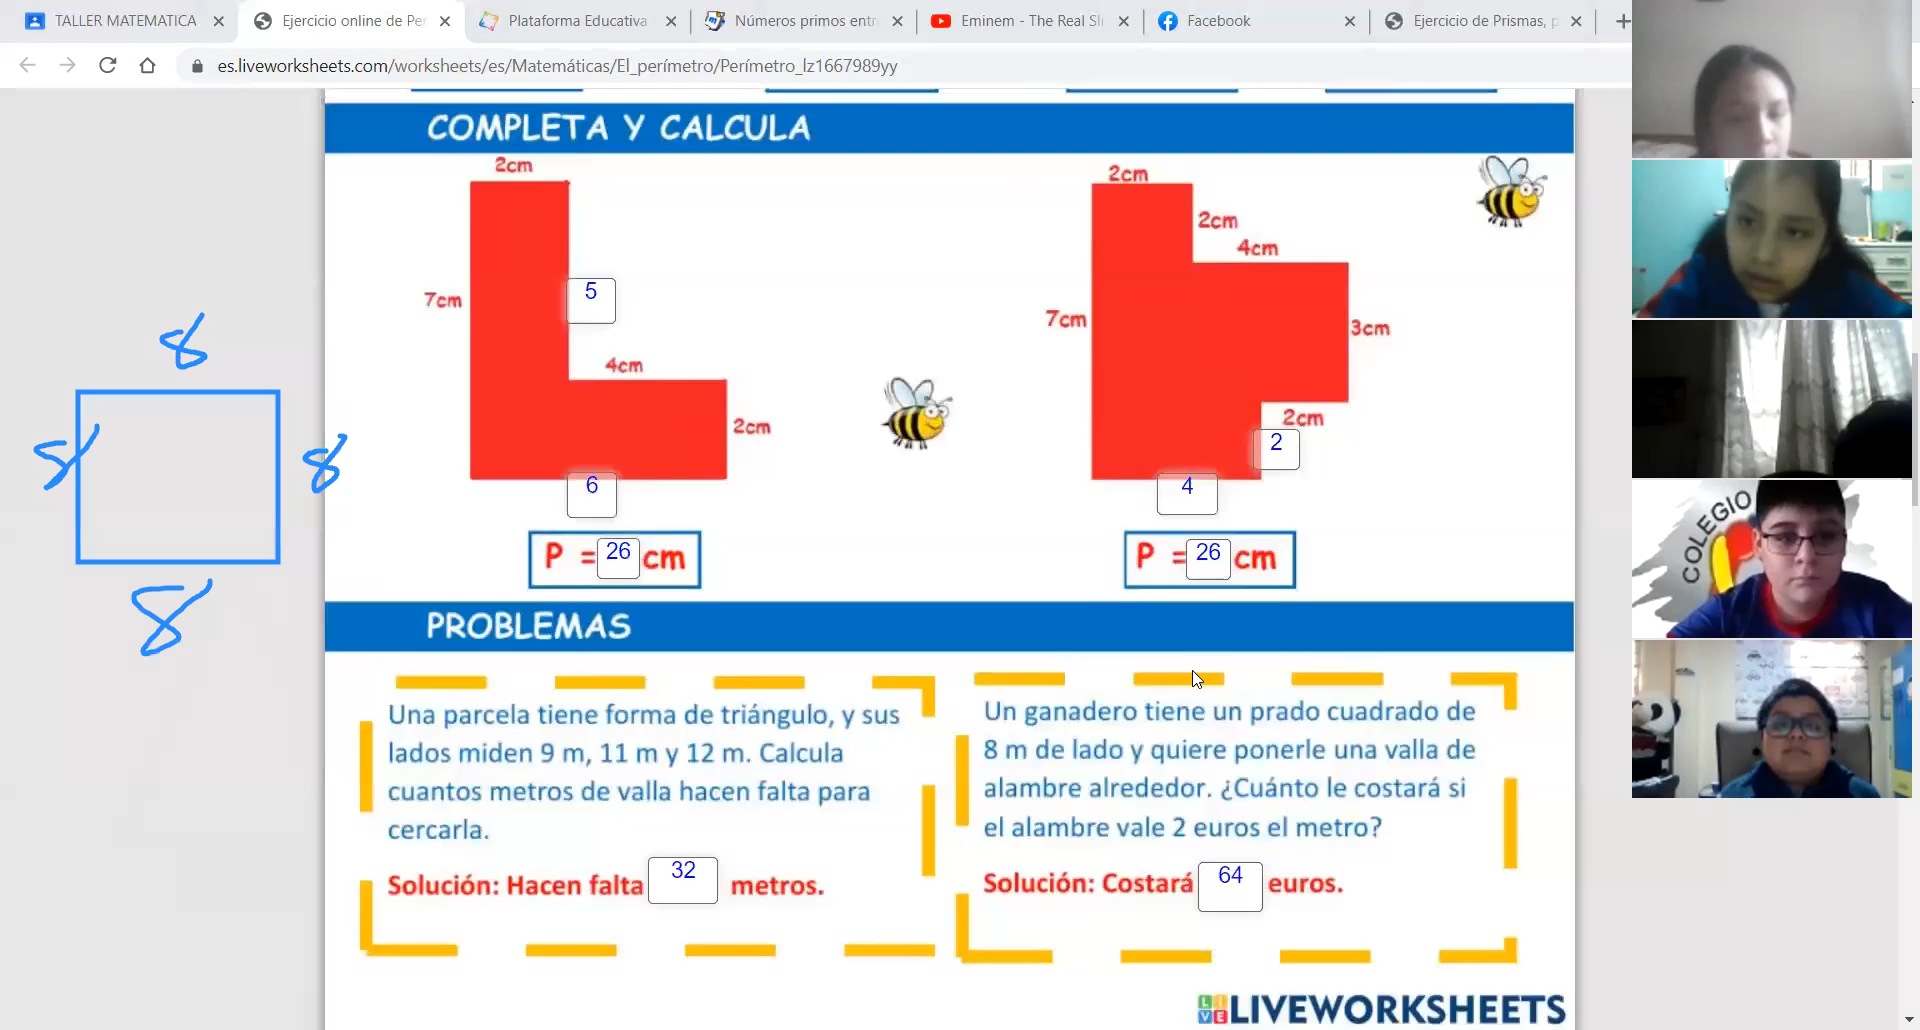 TALLER MATEMATICA
Ejercicio online de Per
Plataforma Educativa
Números primos entr
Eminem - The Real Sl
Facebook
Ejercicio de Prismas, p
es.liveworksheets.com/worksheets/es/Matemáticas/El_perímetro/Perímetro_lz1667989yy
COMPLETA Y CALCULA
2cm
7cm
5
4cm
2cm
6
P = 26 cm
2cm
2cm
4cm
7cm
3cm
2cm
2
4
P = 26 cm
8
8
8
8
PROBLEMAS
Una parcela tiene forma de triángulo, y sus
lados miden 9 m, 11 m y 12 m. Calcula
cuantos metros de valla hacen falta para
cercarla.
Solución: Hacen falta 32 metros.
Un ganadero tiene un prado cuadrado de
8 m de lado y quiere ponerle una valla de
alambre alrededor. ¿Cuánto le costará si
el alambre vale 2 euros el metro?
Solución: Costará 64 euros.
LIVE LIVEWORKSHEETS
COLEGIO